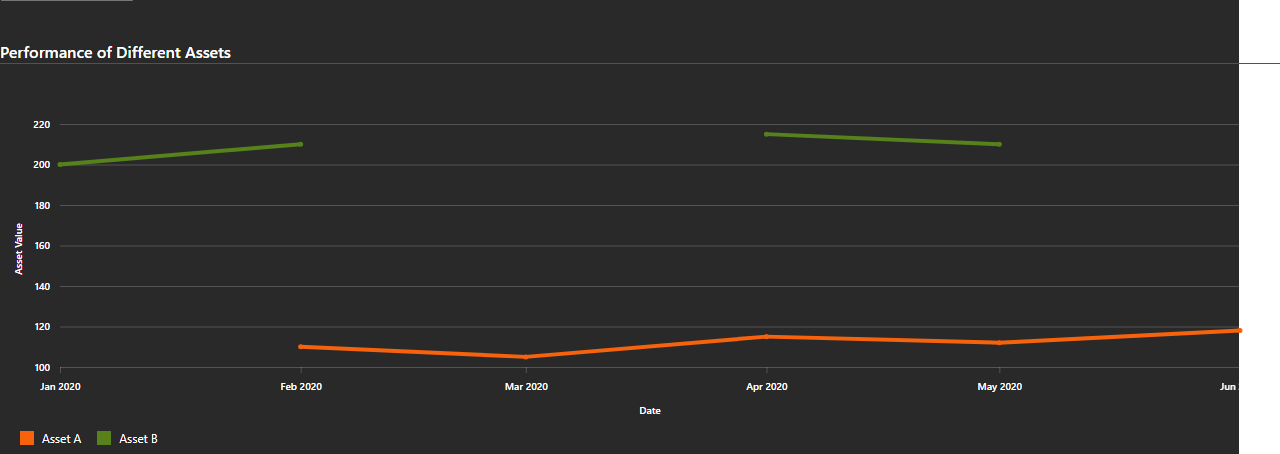 Performance of Different Assets
220
200
180
160
140
120
100
Asset Value
Jan 2020 Feb 2020 Mar 2020 Apr 2020 May 2020 Jun
Date
Asset A Asset B